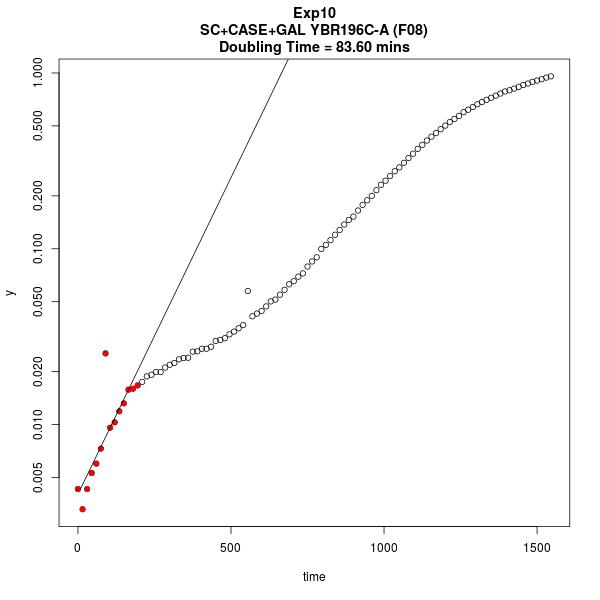 Exp10
SC+CASE+GAL YBR196C-A (F08)
Doubling Time = 83.60 mins
1.000
0.500
0.200
0.100
0.050
0.020
0.010
0.005
y
0
500
1000
1500
time